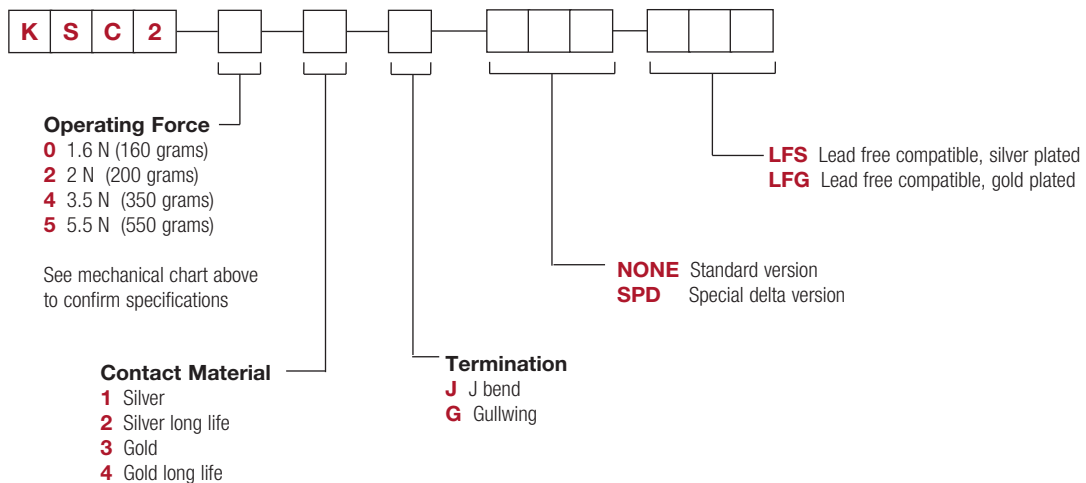 K S C 2
Operating Force
0 1.6 N (160 grams)
2 2 N (200 grams)
4 3.5 N (350 grams)
5 5.5 N (550 grams)
See mechanical chart above
to confirm specifications
LFS Lead free compatible, silver plated
LFG Lead free compatible, gold plated
NONE Standard version
SPD Special delta version
Contact Material
1 Silver
2 Silver long life
3 Gold
4 Gold long life
Termination
J J bend
G Gullwing